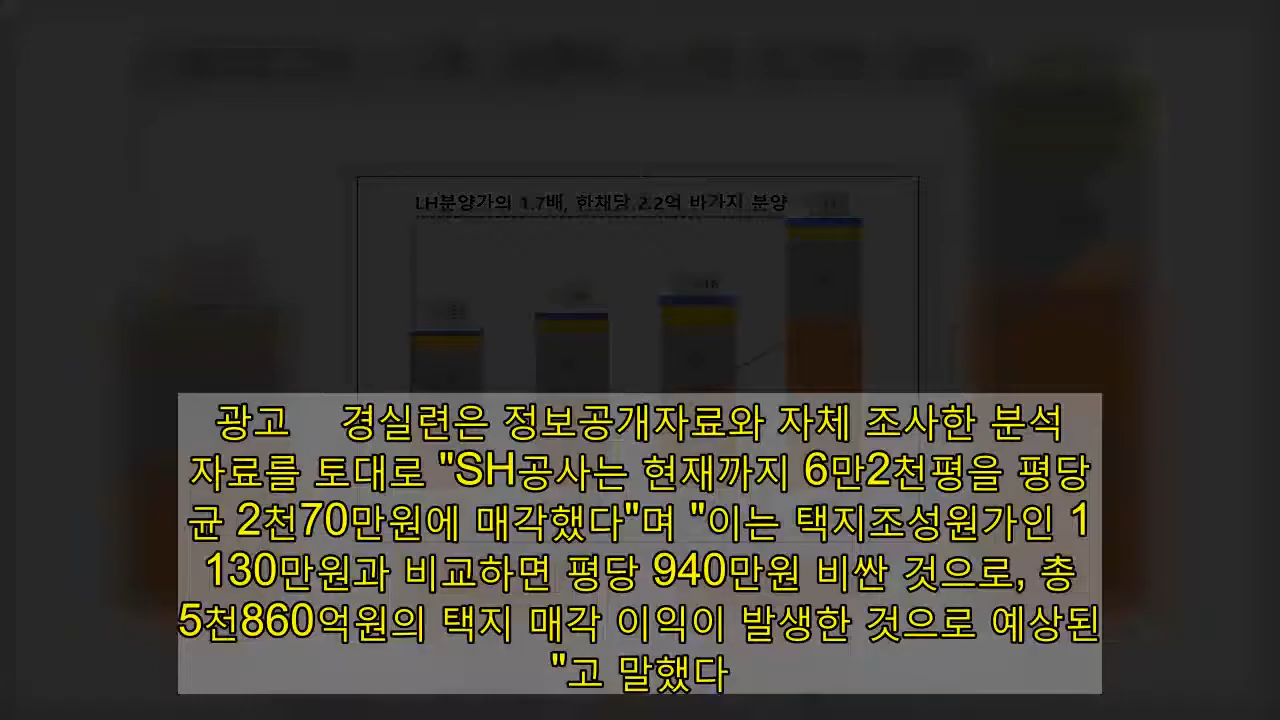 LH분양가의 1.7배, 한채당 2.2억 바가지 분양
광고 경실련은 정보공개자료와 자체 조사한 분석
자료를 토대로 "SH공사는 현재까지 6만2천평을 평당
균 2천70만원에 매각했다"며 "이는 택지조성원가인 1
130만원과 비교하면 평당 940만원 비싼 것으로, 총
5천860억원의 택지 매각 이익이 발생한 것으로 예상된
"고 말했다